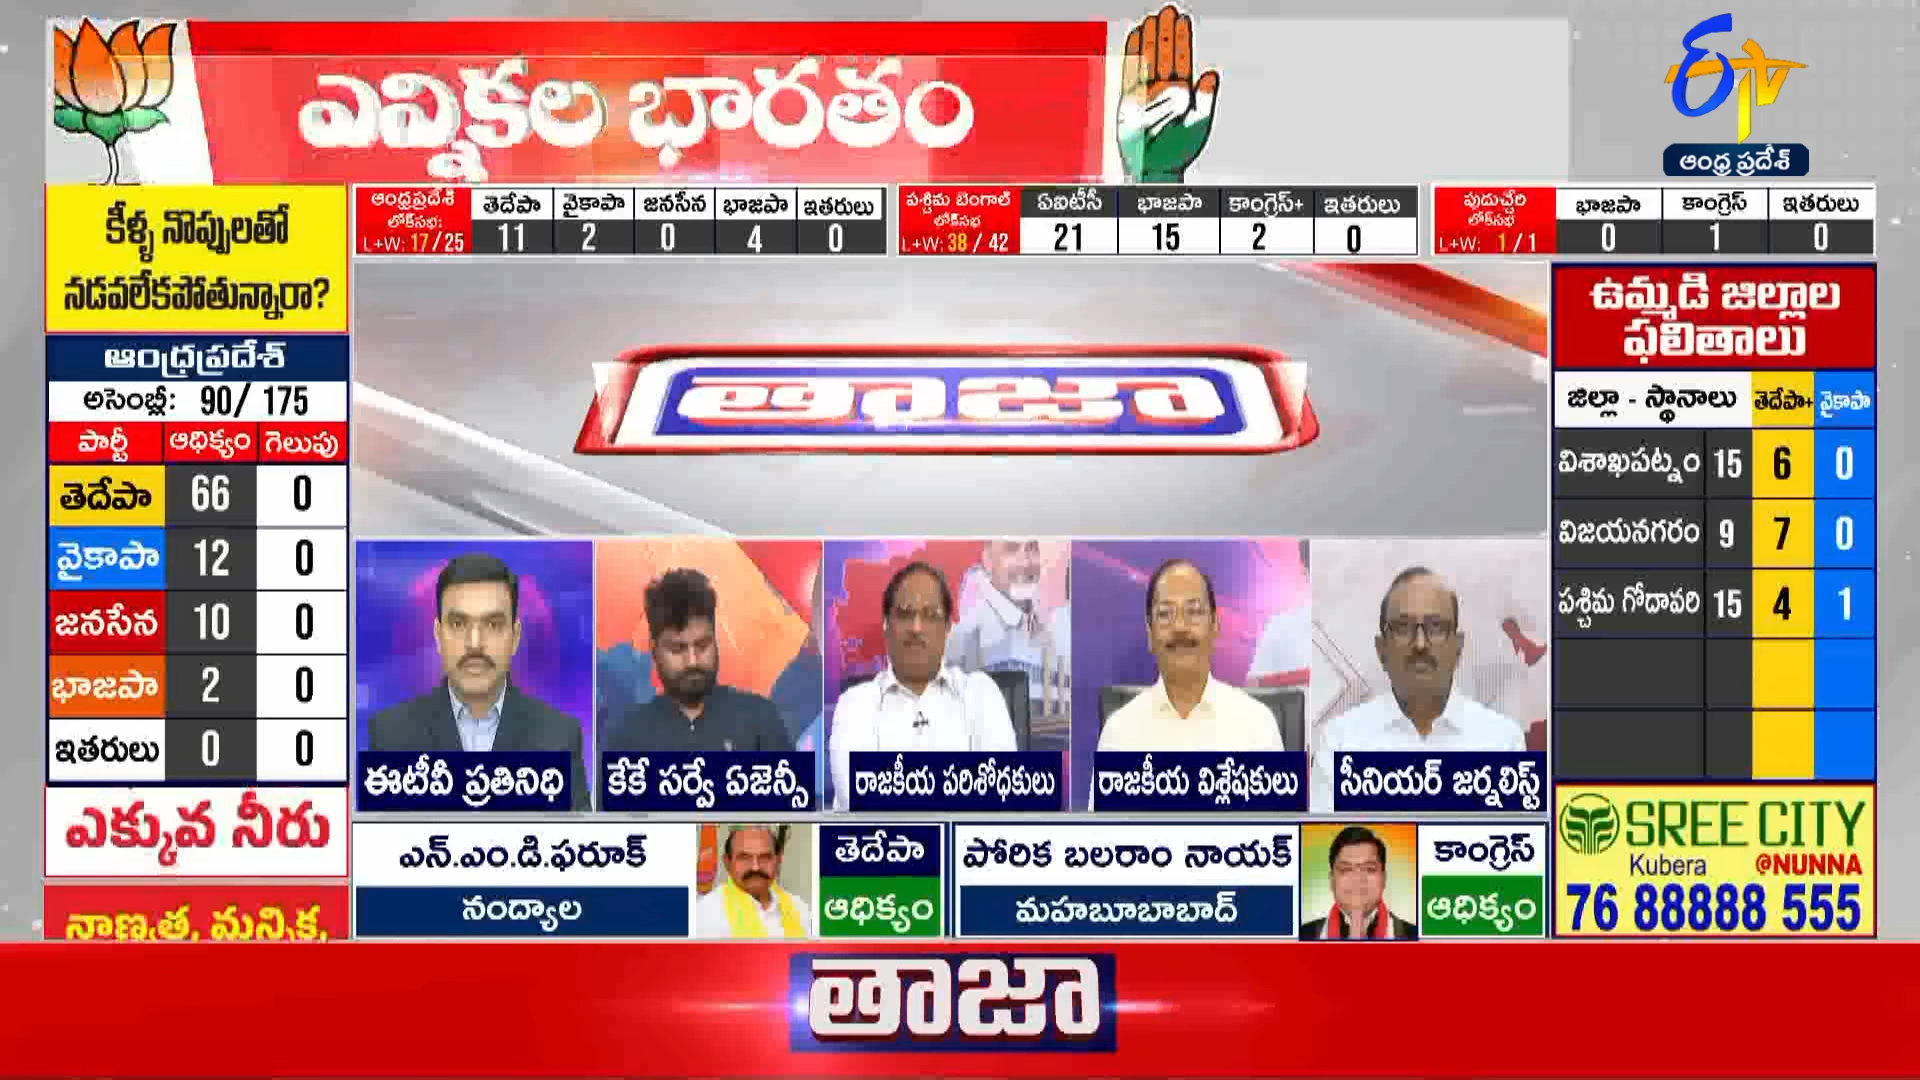 ఎన్నికల భారతం
ETV
ఆంధ్ర ప్రదేశ్
కీళ్ళ నొప్పులతో
నడవలేకపోతున్నారా?
ఆంధ్రప్రదేశ్ లోక్‌సభ: L+W: 17/25
తెదేపా వైకాపా జనసేన భాజపా ఇతరులు
11 2 0 4 0
పశ్చిమ బెంగాల్ లోక్‌సభ L+W: 38 / 42
ఏఐటీసీ భాజపా కాంగ్రెస్+ ఇతరులు
21 15 2 0
పుదుచ్చేరి లోక్‌సభ L+W: 1 / 1
భాజపా కాంగ్రెస్ ఇతరులు
0 1 0
ఆంధ్రప్రదేశ్
అసెంబ్లీ: 90/ 175
పార్టీ ఆధిక్యం గెలుపు
తెదేపా 66 0
వైకాపా 12 0
జనసేన 10 0
భాజపా 2 0
ఇతరులు 0 0
ఎక్కువ నీరు
నాణ్యత, మన్నిక,
తాజా
ఈటీవీ ప్రతినిధి
కేకే సర్వే ఏజెన్సీ
రాజకీయ పరిశోధకులు
రాజకీయ విశ్లేషకులు
సీనియర్ జర్నలిస్ట్
ఎన్.ఎం.డి.ఫరూక్ తెదేపా
నంద్యాల ఆధిక్యం
పోరిక బలరాం నాయక్ కాంగ్రెస్
మహబూబాబాద్ ఆధిక్యం
ఉమ్మడి జిల్లాల
ఫలితాలు
జిల్లా - స్థానాలు తెదేపా+ వైకాపా
విశాఖపట్నం 15 6 0
విజయనగరం 9 7 0
పశ్చిమ గోదావరి 15 4 1
SREE CITY
Kubera @NUNNA
76 88888 555
తాజా